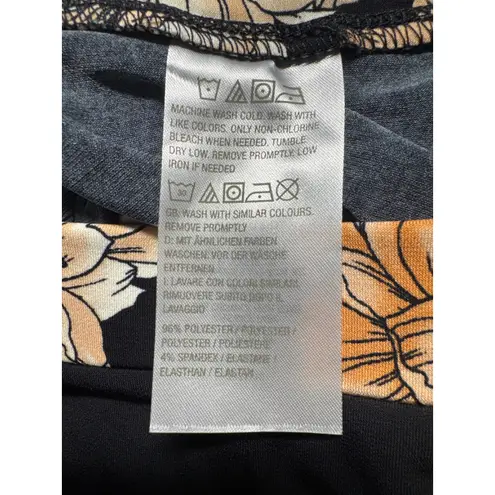 MACHINE WASH COLD. WASH WITH
LIKE COLORS. ONLY NON-CHLORINE
BLEACH WHEN NEEDED. TUMBLE
DRY LOW. REMOVE PROMPTLY. LOW
IRON IF NEEDED
GB. WASH WITH SIMILAR COLOURS.
REMOVE PROMPTLY
D: MIT ÄHNLICHEN FARBEN
WASCHEN. VOR DER WÄSCHE
ENTFERNEN
I. LAVARE CON COLORI SIMILARI.
RIMUOVERE SUBITO DOPO IL
LAVAGGIO
96% POLYESTER / POLIESTERE /
POLYESTER / POLIESTERE
4% SPANDEX / ELASTANE /
ELASTHAN / ELASTAN